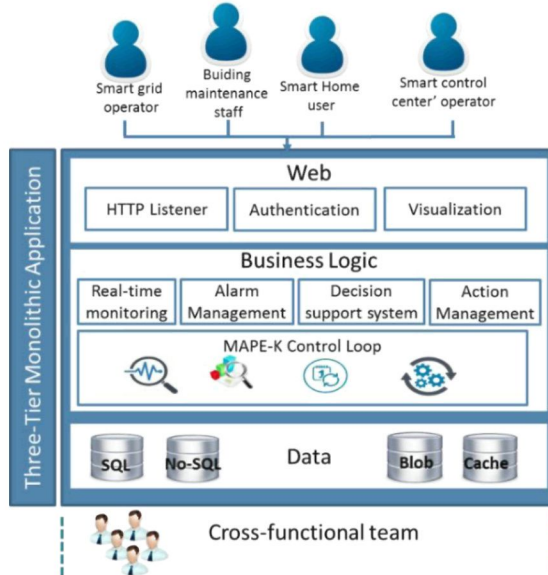 Smart grid
operator
Buiding
maintenance
staff
Smart Home
user
Smart control
center' operator
Three-Tier Monolithic Application
Web
HTTP Listener
Authentication
Visualization
Business Logic
Real-time
monitoring
Alarm
Management
Decision
support system
Action
Management
MAPE-K Control Loop
SQL
No-SQL
Data
Blob
Cache
Cross-functional team